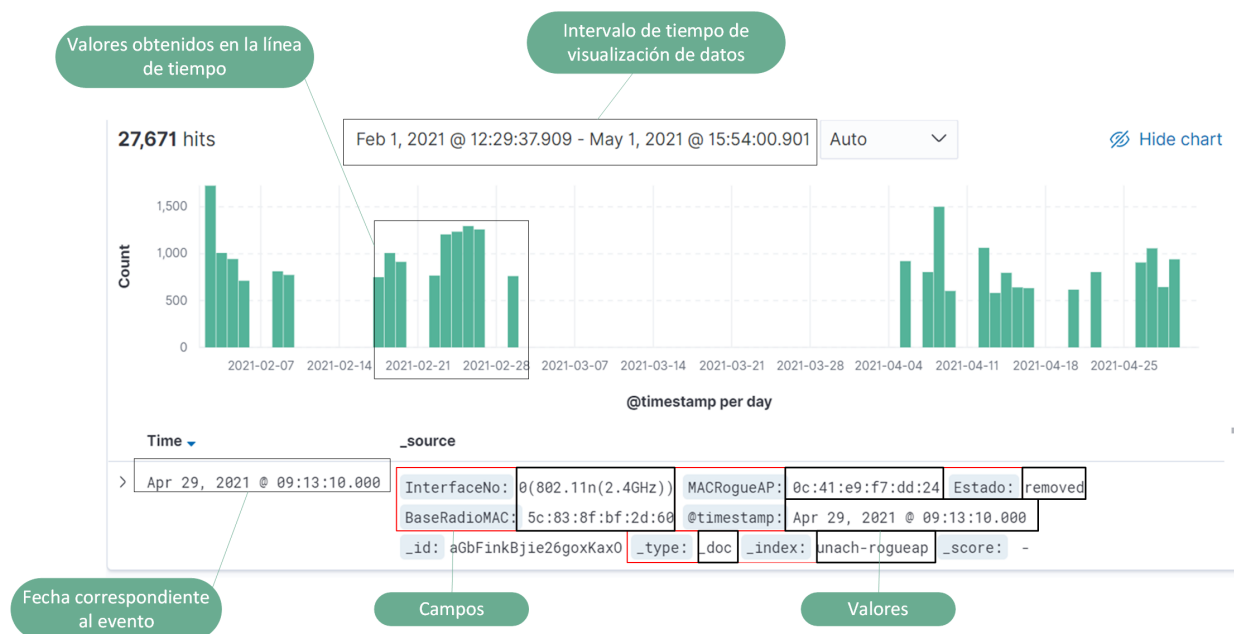 Valores obtenidos en la línea
de tiempo
Intervalo de tiempo de
visualización de datos
27,671 hits
Feb 1, 2021 @ 12:29:37.909 - May 1, 2021 @ 15:54:00.901
Auto
Hide chart
Count
1,500
1,000
500
0
2021-02-07 2021-02-14 2021-02-21 2021-02-28 2021-03-07 2021-03-14 2021-03-21 2021-03-28 2021-04-04 2021-04-11 2021-04-18 2021-04-25
@timestamp per day
Time _source
Apr 29, 2021 @ 09:13:10.000
InterfaceNo: 0(802.11n(2.4GHz)) MACRogueAP: 0c:41:e9:f7:dd:24 Estado: removed
BaseRadioMAC: 5c:83:8f:bf:2d:60 @timestamp: Apr 29, 2021 @ 09:13:10.000
_id: aGbFinkBjie26goxKaxO _type: _doc _index: unach-rogueap _score: -
Fecha correspondiente
al evento
Campos
Valores